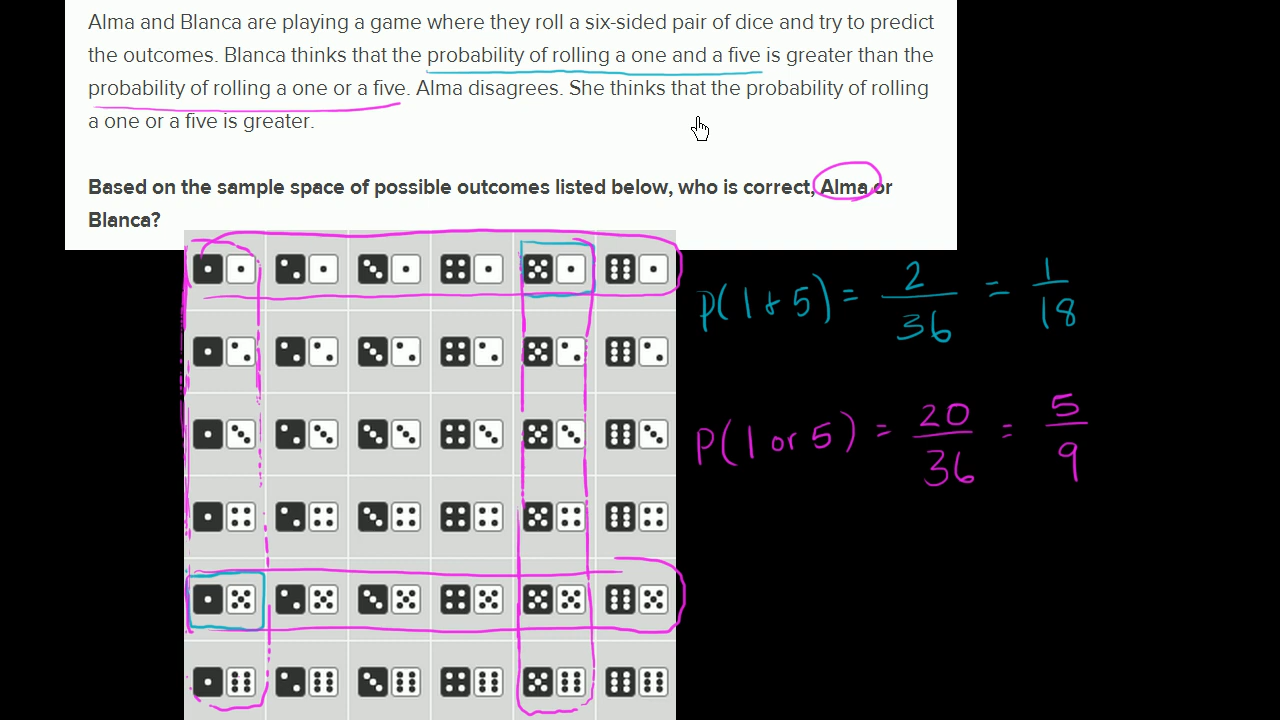 Alma and Blanca are playing a game where they roll a six-sided pair of dice and try to predict
the outcomes. Blanca thinks that the probability of rolling a one and a five is greater than the
probability of rolling a one or a five. Alma disagrees. She thinks that the probability of rolling
a one or a five is greater.
Based on the sample space of possible outcomes listed below, who is correct, Alma or
Blanca?
P(1 + 5) = 2/36 = 1/18
P(1 or 5) = 20/36 = 5/9